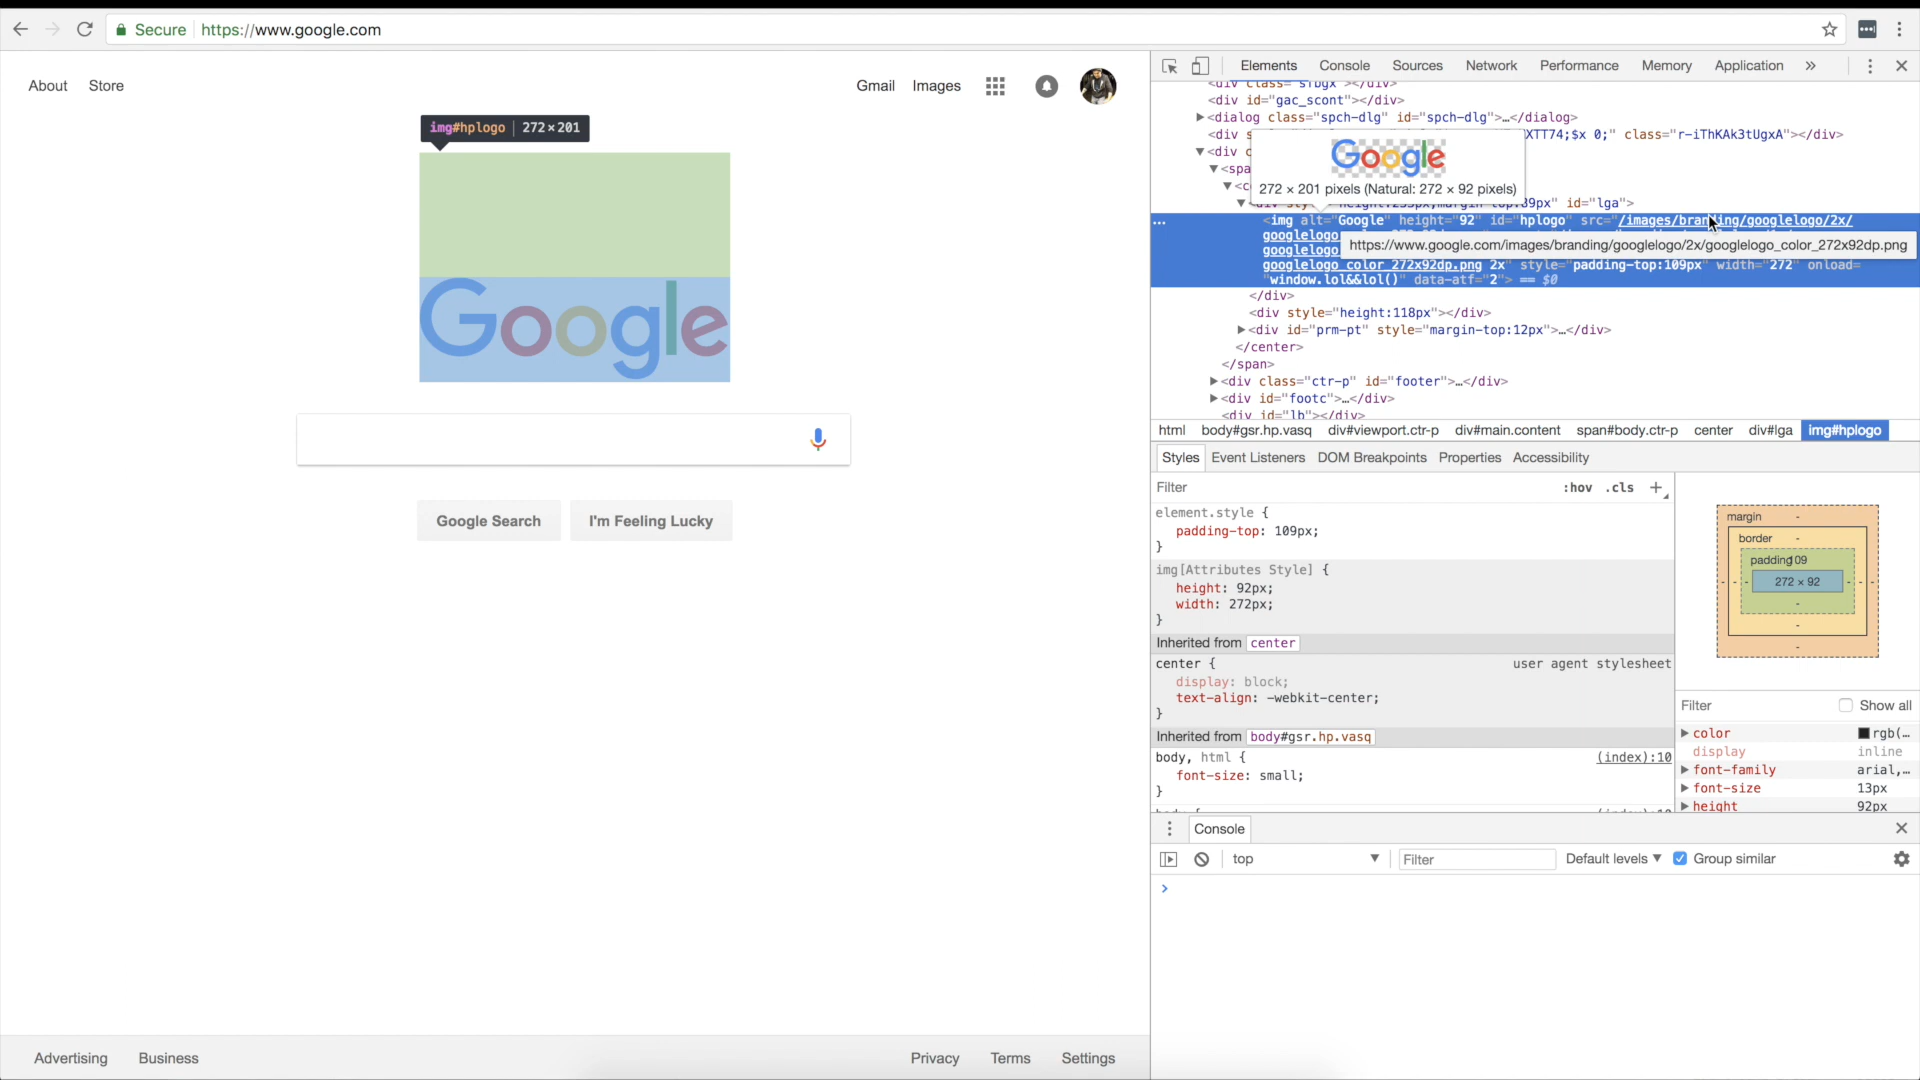 Secure https://www.google.com
About Store Gmail Images
img#hplogo 272×201
Google
Google Search I'm Feeling Lucky
Advertising Business Privacy Terms Settings
Elements Console Sources Network Performance Memory Application »
<div id="gac_scont"></div>
<dialog class="spch-dlg" id="spch-dlg">…</dialog>
<div s XTT74;$x 0;" class="r-iThKAk3tUgxA"></div>
<div c
Google
<spa
272 × 201 pixels (Natural: 272 × 92 pixels)
id="lga">
<img alt="Google" height="92" id="hplogo" src="/images/branding/googlelogo/2x/
googlelogo
https://www.google.com/images/branding/googlelogo/2x/googlelogo_color_272x92dp.png
googlelogo
googlelogo_color_272x92dp.png 2x" style="padding-top:109px" width="272" onload=
"window.lol&&lol()" data-atf="2"> == $0
</div>
<div style="height:118px"></div>
<div id="prm-pt" style="margin-top:12px">…</div>
</center>
</span>
<div class="ctr-p" id="footer">…</div>
<div id="footc">…</div>
<div id="lb"></div>
html body#gsr.hp.vasq div#viewport.ctr-p div#main.content span#body.ctr-p center div#lga img#hplogo
Styles Event Listeners DOM Breakpoints Properties Accessibility
Filter :hov .cls +
element.style {
padding-top: 109px;
}
img[Attributes Style] {
height: 92px;
width: 272px;
}
Inherited from center
center { user agent stylesheet
display: block;
text-align: -webkit-center;
}
Inherited from body#gsr.hp.vasq
body, html { (index):10
font-size: small;
}
margin -
border -
padding 109
272 × 92
Filter Show all
color rgb(…
display inline
font-family arial,…
font-size 13px
height 92px
Console
top Filter Default levels Group similar